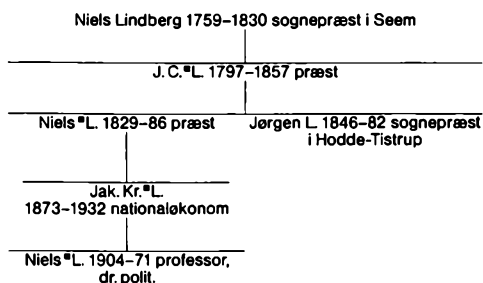 Niels Lindberg 1759–1830 sognepræst i Seem
J.C.■L. 1797–1857 præst
Niels■L. 1829–86 præst
Jørgen L. 1846–82 sognepræst
i Hodde-Tistrup
Jak. Kr.■L.
1873–1932 nationaløkonom
Niels■L. 1904–71 professor,
dr. polit.